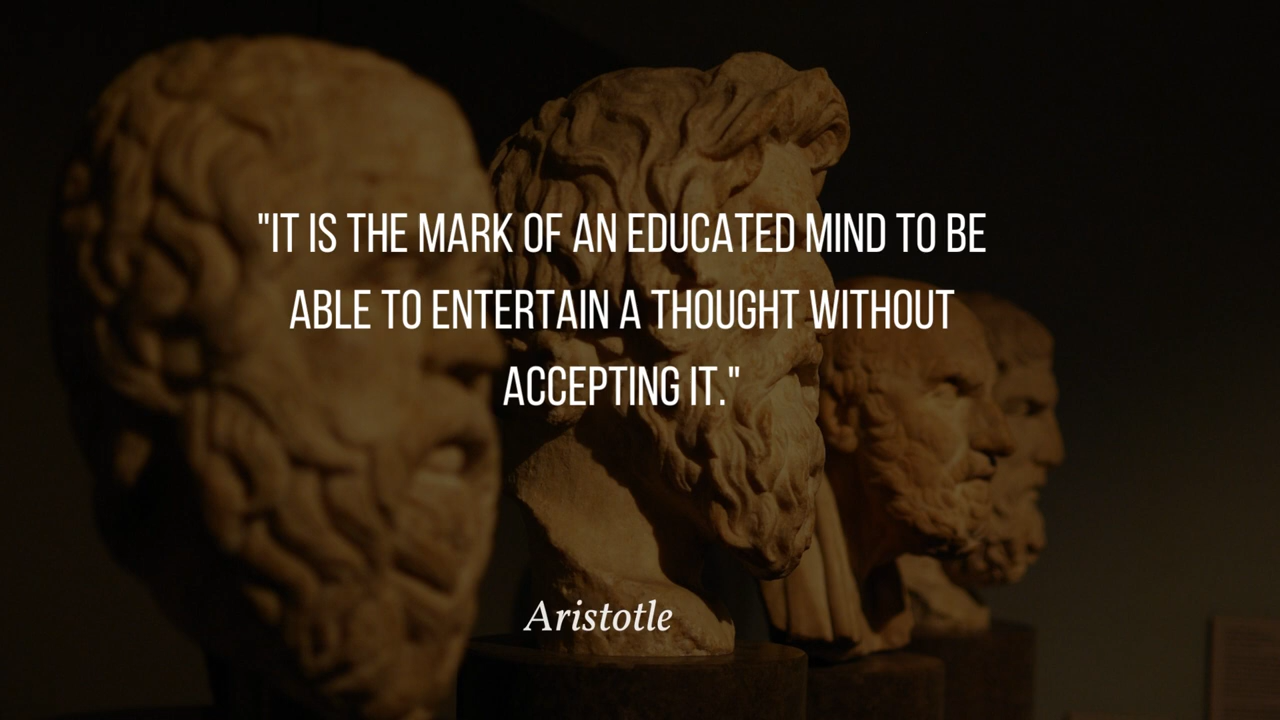 "IT IS THE MARK OF AN EDUCATED MIND TO BE
ABLE TO ENTERTAIN A THOUGHT WITHOUT
ACCEPTING IT."
Aristotle